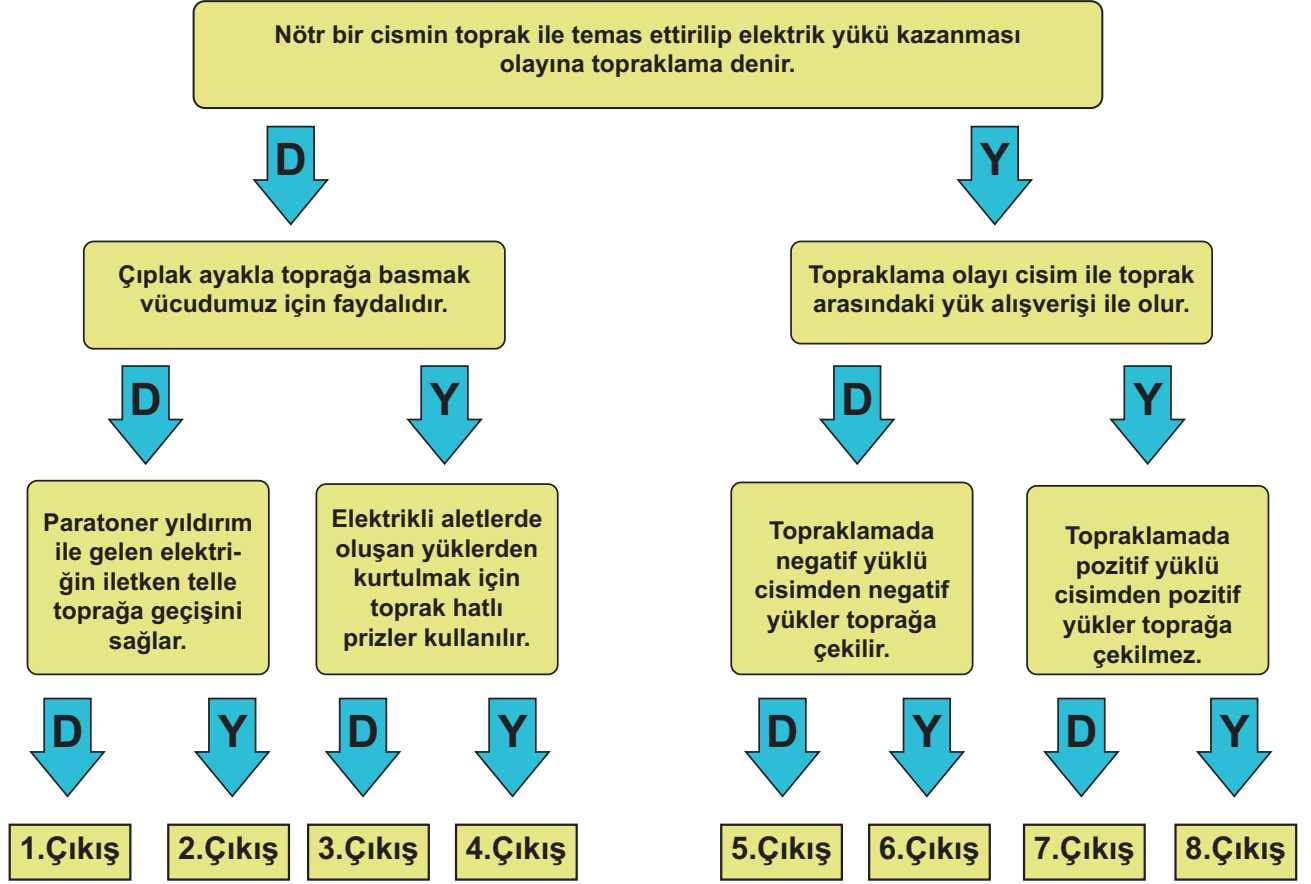 Nötr bir cismin toprak ile temas ettirilip elektrik yükü kazanması
olayına topraklama denir.
D
Y
Çıplak ayakla toprağa basmak
vücudumuz için faydalıdır.
Topraklama olayı cisim ile toprak
arasındaki yük alışverişi ile olur.
D
Y
D
Y
Paratoner yıldırım
ile gelen elektri-
ğin iletken telle
toprağa geçişini
sağlar.
Elektrikli aletlerde
oluşan yüklerden
kurtulmak için
toprak hatlı
prizler kullanılır.
Topraklamada
negatif yüklü
cisimden negatif
yükler toprağa
çekilir.
Topraklamada
pozitif yüklü
cisimden pozitif
yükler toprağa
çekilmez.
D
Y
D
Y
D
Y
D
Y
1.Çıkış
2.Çıkış
3.Çıkış
4.Çıkış
5.Çıkış
6.Çıkış
7.Çıkış
8.Çıkış